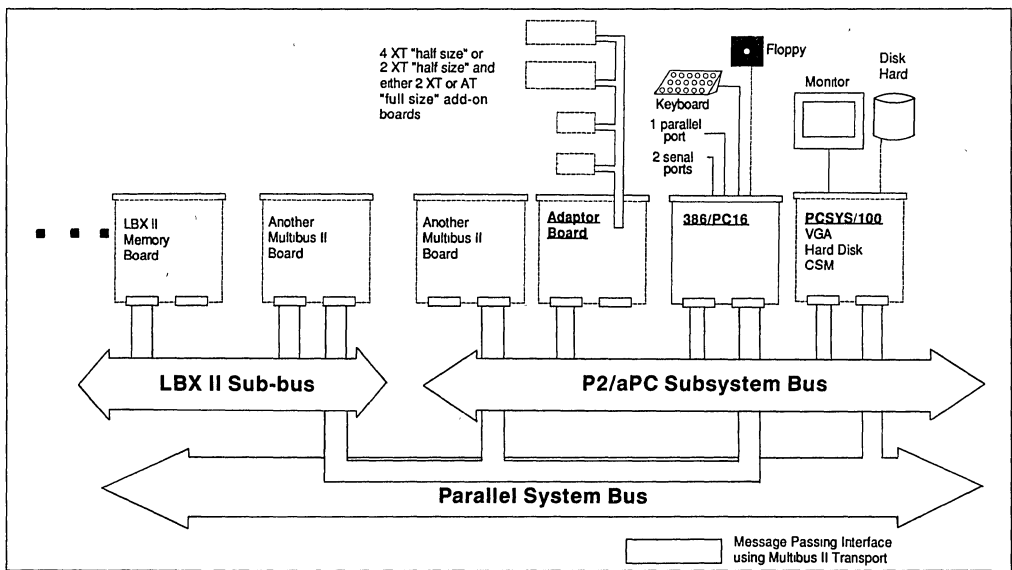 4 XT "half size" or
2 XT "half size" and
either 2 XT or AT
"full size" add-on
boards
Floppy
Keyboard
1 parallel
port
2 senal
ports
Monitor
Disk
Hard
LBX II
Memory
Board
Another
Multibus II
Board
Another
Multibus II
Board
Adaptor
Board
386/PC16
PCSYS/100
VGA
Hard Disk
CSM
LBX II Sub-bus
P2/aPC Subsystem Bus
Parallel System Bus
Message Passing Interface
using Multibus II Transport